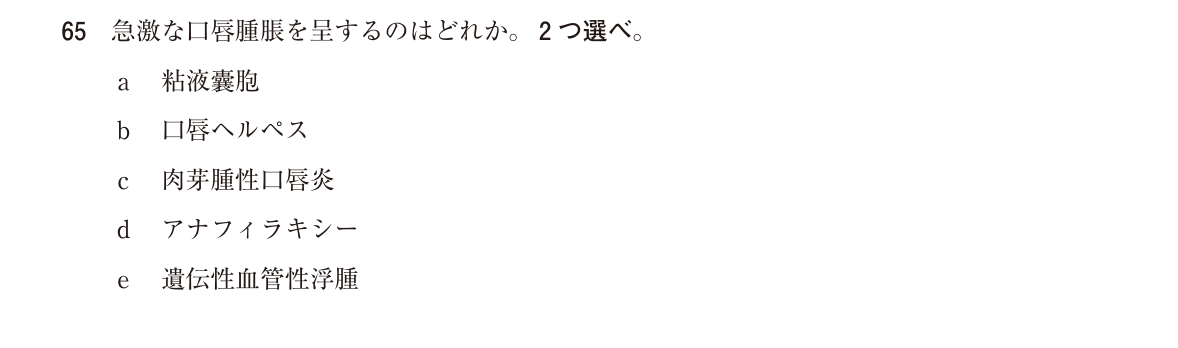 65 急激な口唇腫脹を呈するのはどれか。2つ選べ。
a 粘液囊胞
b 口唇ヘルペス
c 肉芽腫性口唇炎
d アナフィラキシー
e 遺伝性血管性浮腫